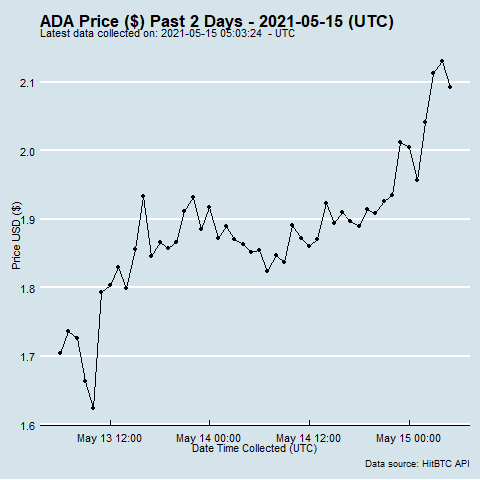 ADA Price ($) Past 2 Days - 2021-05-15 (UTC)
Latest data collected on: 2021-05-15 05:03:24  - UTC
2.1
2.0
1.9
1.8
1.7
1.6
Price USD ($)
May 13 12:00
May 14 00:00
May 14 12:00
May 15 00:00
Date Time Collected (UTC)
Data source: HitBTC API